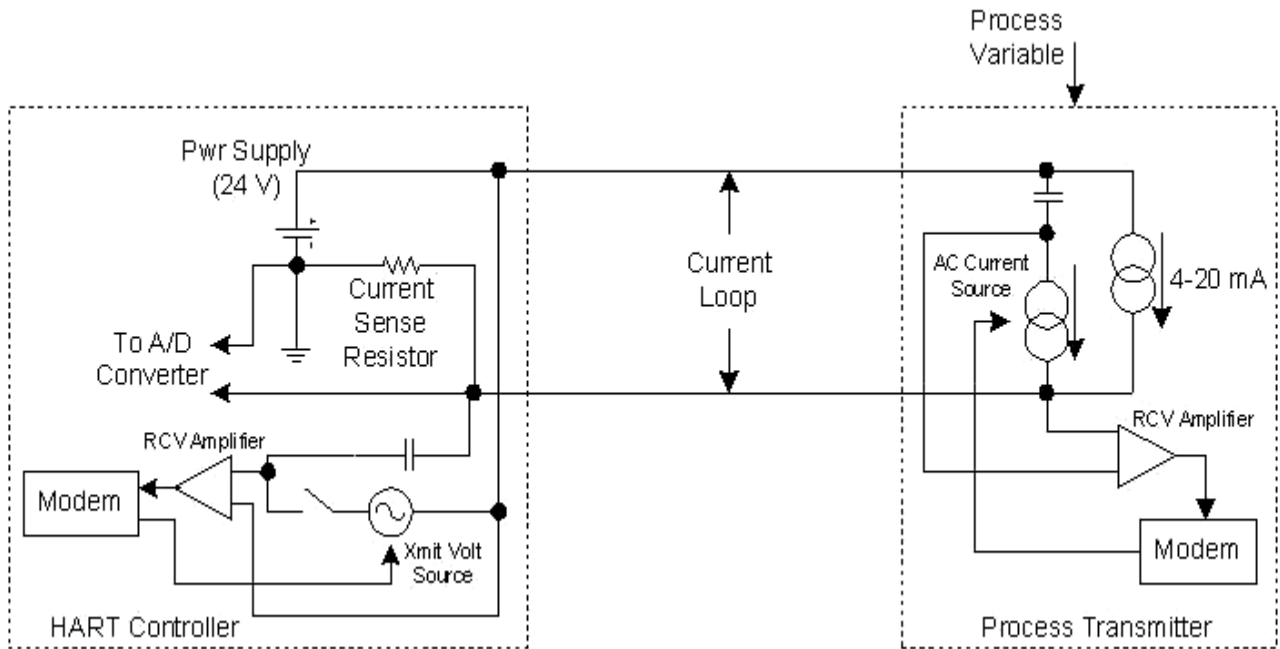 Process
Variable
Pwr Supply
(24 V)
+
-
Current
Sense
Resistor
To A/D
Converter
RCV Amplifier
Modem
Xmit Volt
Source
HART Controller
Current
Loop
AC Current
Source
4-20 mA
RCV Amplifier
Modem
Process Transmitter